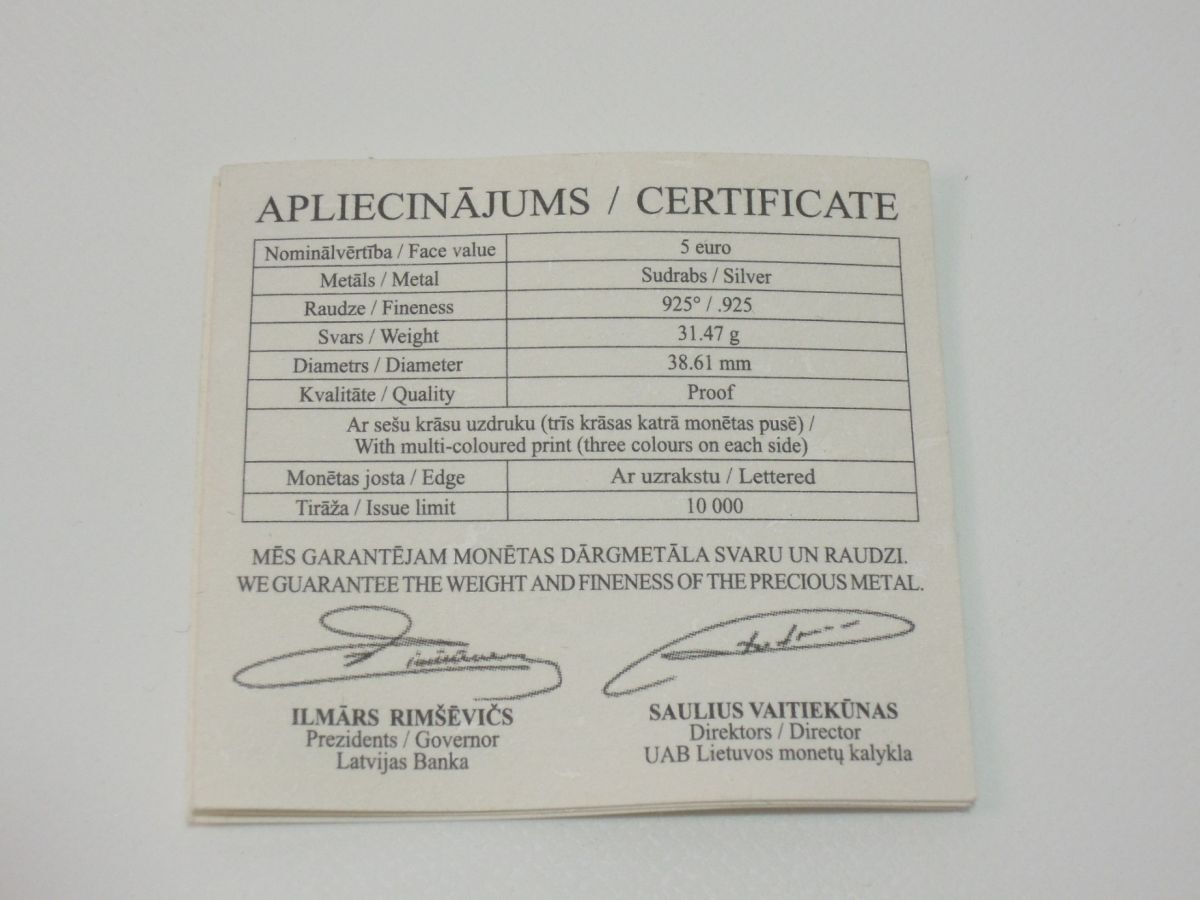 APLIECINĀJUMS / CERTIFICATE
Nominālvērtība / Face value 5 euro
Metāls / Metal Sudrabs / Silver
Raudze / Fineness 925° / .925
Svars / Weight 31.47 g
Diametrs / Diameter 38.61 mm
Kvalitāte / Quality Proof
Ar sešu krāsu uzdruku (trīs krāsas katrā monētas pusē) /
With multi-coloured print (three colours on each side)
Monētas josta / Edge Ar uzrakstu / Lettered
Tirāža / Issue limit 10 000
MĒS GARANTĒJAM MONĒTAS DĀRGMETĀLA SVARU UN RAUDZI.
WE GUARANTEE THE WEIGHT AND FINENESS OF THE PRECIOUS METAL.
ILMĀRS RIMŠĒVIČS
Prezidents / Governor
Latvijas Banka
SAULIUS VAITIEKŪNAS
Direktors / Director
UAB Lietuvos monetų kalykla